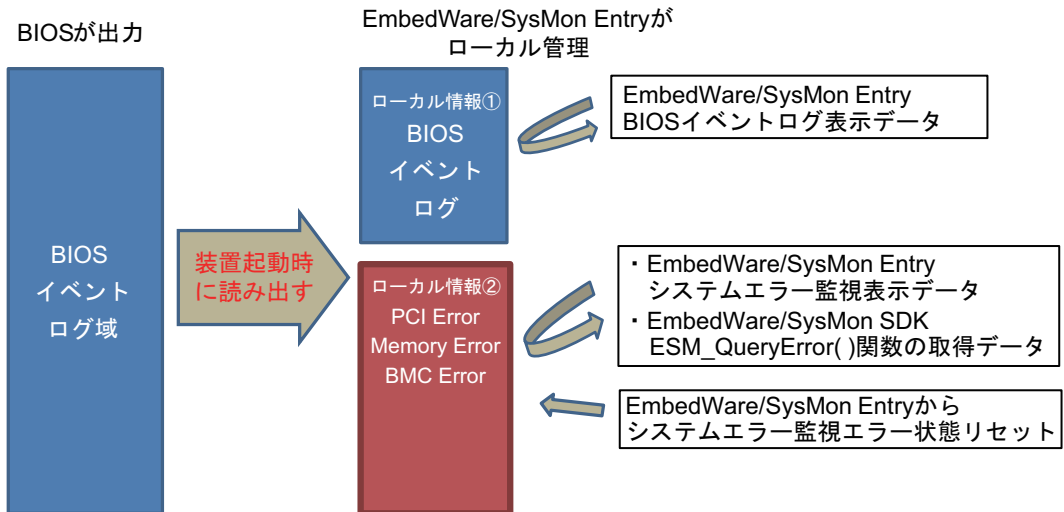 BIOSが出力
EmbedWare/SysMon Entryが
ローカル管理
BIOS
イベント
ログ域
装置起動時
に読み出す
ローカル情報①
BIOS
イベント
ログ
ローカル情報②
PCI Error
Memory Error
BMC Error
EmbedWare/SysMon Entry
BIOSイベントログ表示データ
・EmbedWare/SysMon Entry
システムエラー監視表示データ
・EmbedWare/SysMon SDK
ESM_QueryError( )関数の取得データ
EmbedWare/SysMon Entryから
システムエラー監視エラー状態リセット